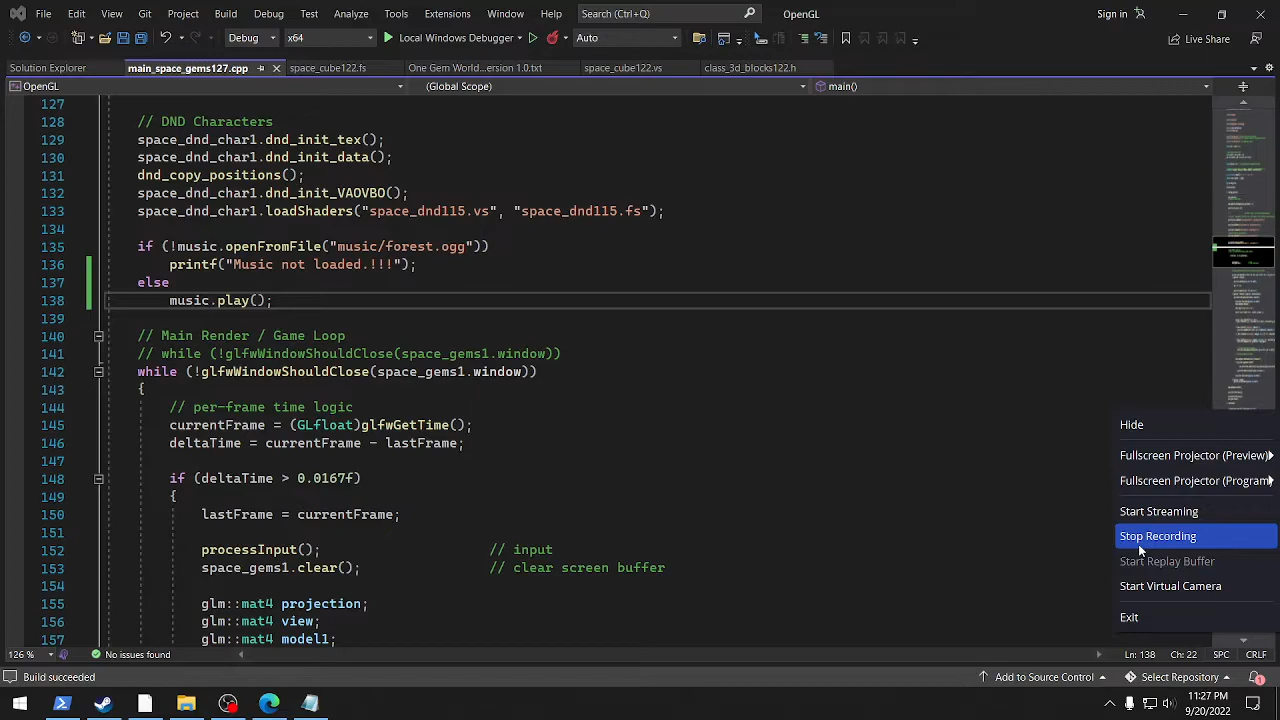 File Edit View Git Project Build Debug Test Analyze Tools Extensions Window Help Search (Ctrl+Q) OpenGL Sign in
Debug x64 Local Windows Debugger Auto Live Share
Solution Explorer main_space_gems127.cpp space_cube122.fs One Gem World...ersion 1.0.txt space_cube122.vs class_3d_blocks122.h
OpenGL (Global Scope) main()
127
128 // DND Characters
129 space_dnd_char1.dnd_init_tex();
130 space_dnd_char1.dnd_init_box();
131 dnd_copy_positions();
132 space_dnd_char1.dnd_init_VAOVBO();
133 space_dnd_char1.loadShader("
134
135 if (!music.openFromFile("music/forest.ogg"))
136 printf("Music not loaded
137 else
138 music.play();
139
140 // Main Render / Game Loop
141 // while (!glfwWindowShouldClose(space_gems1.window))
142 while (!glfwWindowShouldClose(space_gems1.window))
143 {
144 // per-frame time logic
145 currentFrame = (GLfloat)glfwGetTime();
146 deltaTime = currentFrame - lastFrame;
147
148 if (deltaTime > 0.0167f)
149 {
150 lastFrame = currentFrame;
151
152 processInput(); // input
153 space_gems1.clear(); // clear screen buffer
154
155 glm::mat4 projection;
156 glm::mat4 view;
157 glm::mat4 model1;
Hide
Fullscreen Projector (Preview)
Fullscreen Projector (Program
Start Streaming
Stop Recording
Start Replay Buffer
Start Virtual Camera
Exit
126 % No issues found Ln: 138 Ch: 22 SPC CRLF
Build succeeded Add to Source Control Select Repository 1
11:27 PM
9/20/2022